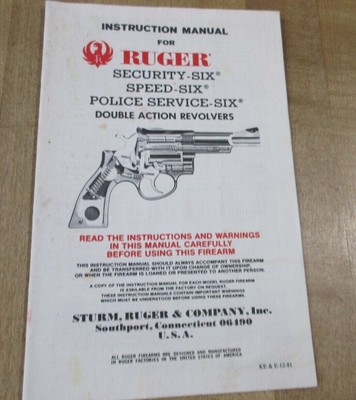 INSTRUCTION MANUAL
FOR
RUGER®
SECURITY-SIX®
SPEED-SIX®
POLICE SERVICE-SIX®
DOUBLE ACTION REVOLVERS
READ THE INSTRUCTIONS AND WARNINGS
IN THIS MANUAL CAREFULLY
BEFORE USING THIS FIREARM
THIS INSTRUCTION MANUAL SHOULD ALWAYS ACCOMPANY THIS FIREARM
AND BE TRANSFERRED WITH IT UPON CHANGE OF OWNERSHIP,
OR WHEN THE FIREARM IS LOANED OR PRESENTED TO ANOTHER PERSON.
A COPY OF THE INSTRUCTION MANUAL FOR EACH MODEL RUGER FIREARM
IS AVAILABLE FROM THE FACTORY ON REQUEST.
THESE INSTRUCTION MANUALS CONTAIN IMPORTANT WARNINGS
WHICH MUST BE UNDERSTOOD BEFORE USING THESE FIREARMS.
STURM, RUGER & COMPANY, Inc.
Southport, Connecticut 06490
U.S.A.
ALL RUGER FIREARMS ARE DESIGNED AND MANUFACTURED
IN RUGER FACTORIES IN THE UNITED STATES OF AMERICA